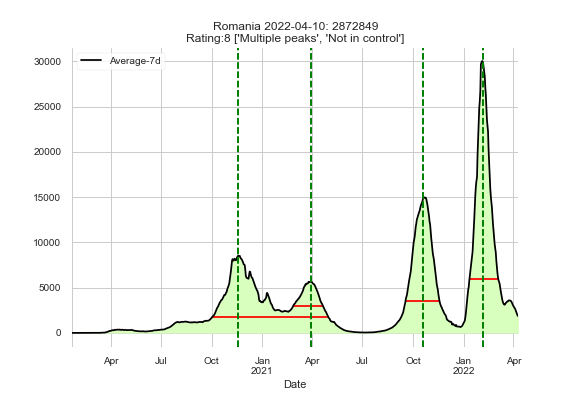 Romania 2022-04-10: 2872849
Rating:8 ['Multiple peaks', 'Not in control']
Average-7d
30000
25000
20000
15000
10000
5000
0
Apr Jul Oct Jan Apr Jul Oct Jan Apr
2021 2022
Date